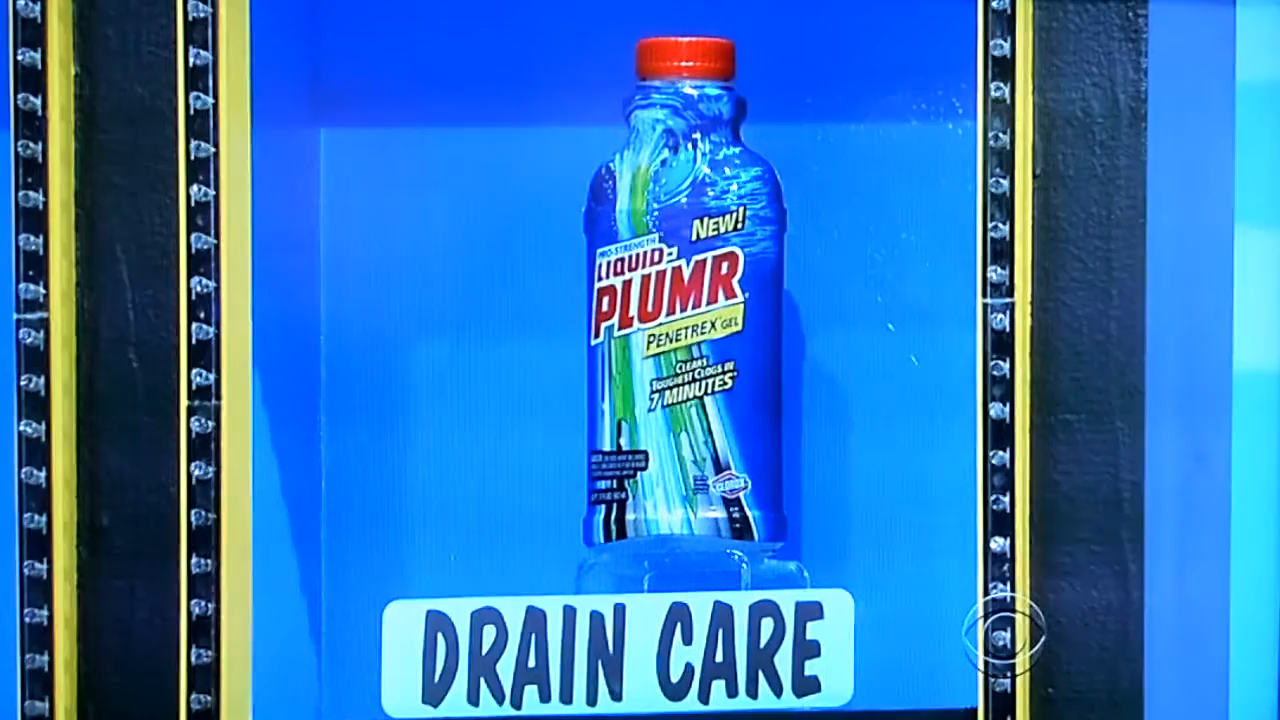 NEW!
PRO-STRENGTH
LIQUID-
PLUMR
PENETREX GEL
CLEARS
TOUGHEST CLOGS IN
7 MINUTES*
CLOROX
DRAIN CARE